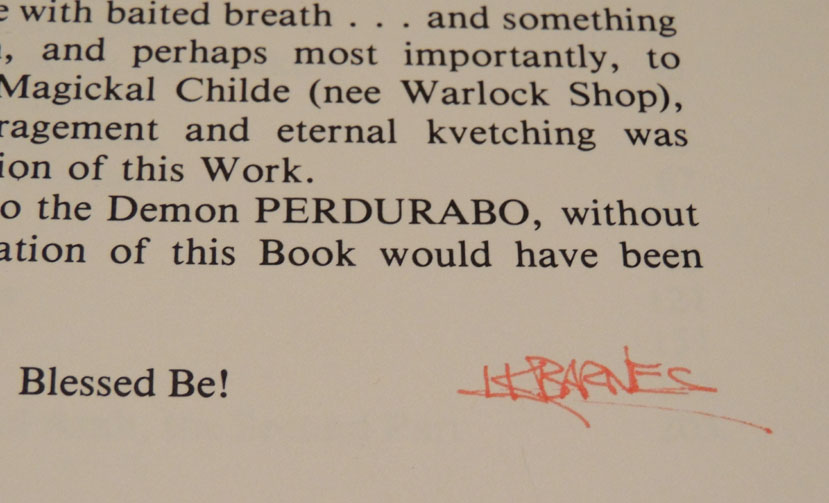 with baited breath . . . and something
, and perhaps most importantly, to
Magickal Childe (nee Warlock Shop),
ragement and eternal kvetching was
ion of this Work.
o the Demon PERDURABO, without
ation of this Book would have been
Blessed Be!
LKBARNES